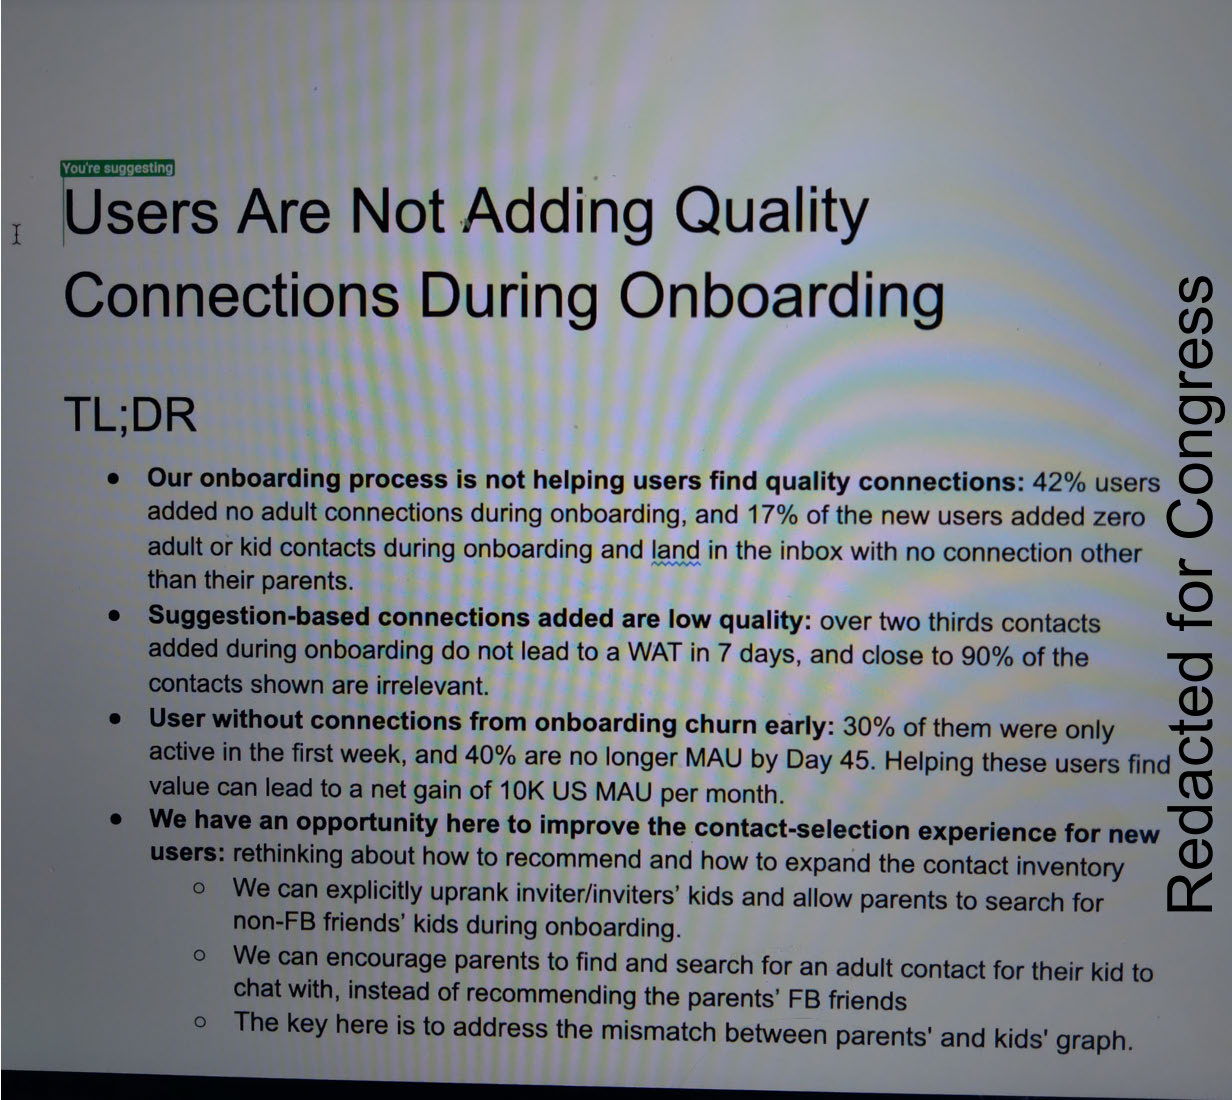 You're suggesting
Users Are Not Adding Quality
Connections During Onboarding
TL;DR
● Our onboarding process is not helping users find quality connections: 42% users
added no adult connections during onboarding, and 17% of the new users added zero
adult or kid contacts during onboarding and land in the inbox with no connection other
than their parents.
● Suggestion-based connections added are low quality: over two thirds contacts
added during onboarding do not lead to a WAT in 7 days, and close to 90% of the
contacts shown are irrelevant.
● User without connections from onboarding churn early: 30% of them were only
active in the first week, and 40% are no longer MAU by Day 45. Helping these users find
value can lead to a net gain of 10K US MAU per month.
● We have an opportunity here to improve the contact-selection experience for new
users: rethinking about how to recommend and how to expand the contact inventory
○ We can explicitly uprank inviter/inviters' kids and allow parents to search for
non-FB friends' kids during onboarding.
○ We can encourage parents to find and search for an adult contact for their kid to
chat with, instead of recommending the parents' FB friends
○ The key here is to address the mismatch between parents' and kids' graph.
Redacted for Congress